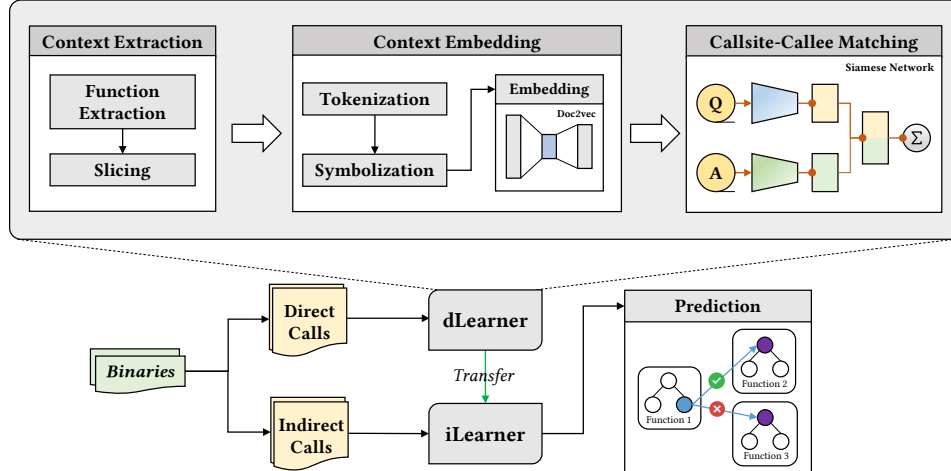 Context Extraction
Function
Extraction
Slicing
Context Embedding
Tokenization
Symbolization
Embedding
Doc2vec
Callsite-Callee Matching
Siamese Network
Q
A
Σ
Binaries
Direct
Calls
Indirect
Calls
dLearner
Transfer
iLearner
Prediction
Function 1
Function 2
Function 3